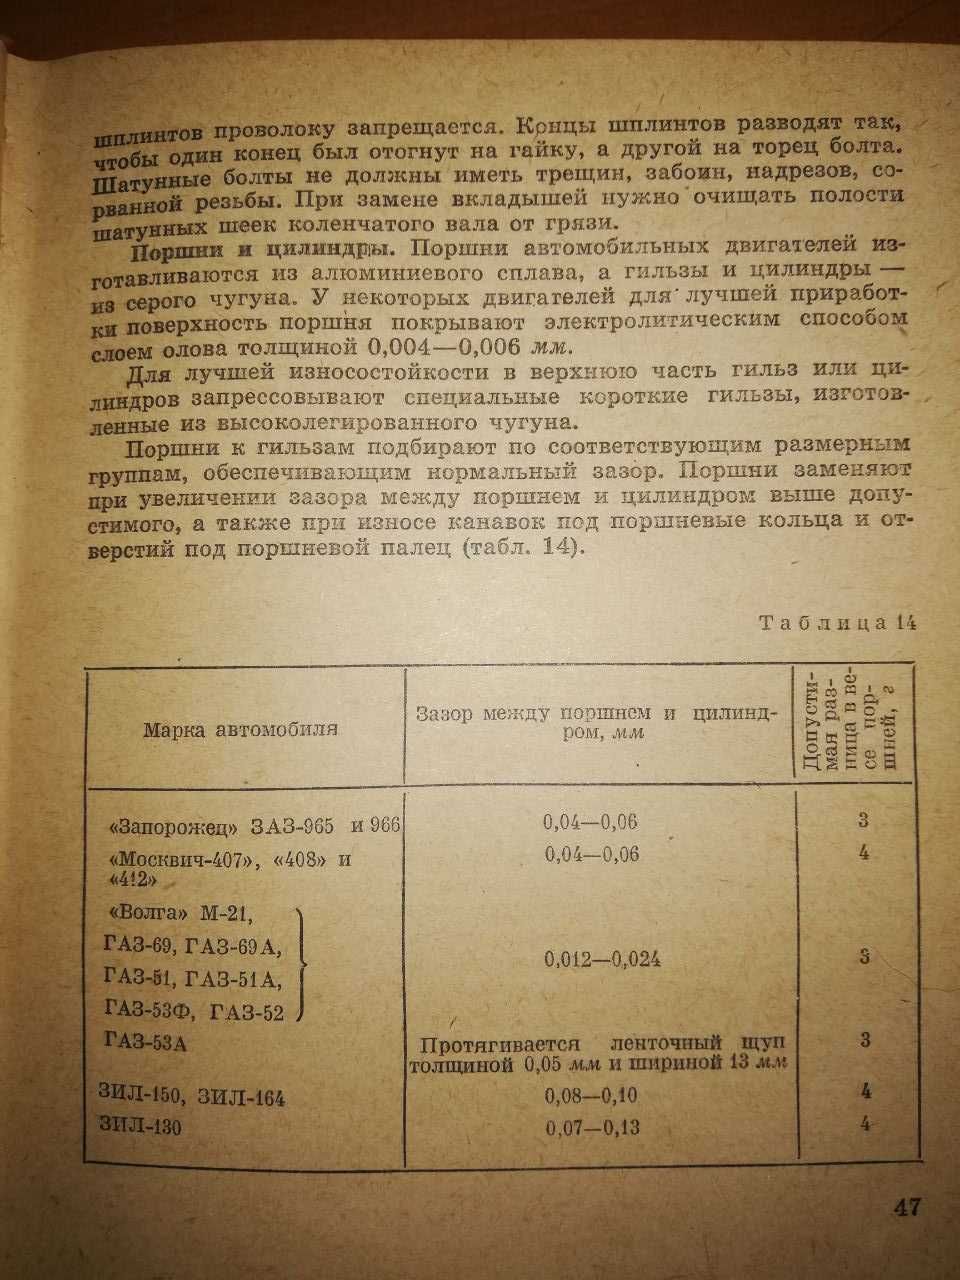 шплинтов проволоку запрещается. Концы шплинтов разводят так,
чтобы один конец был отогнут на гайку, а другой на торец болта.
Шатунные болты не должны иметь трещин, забоин, надрезов, со-
рванной резьбы. При замене вкладышей нужно очищать полости
шатунных шеек коленчатого вала от грязи.
Поршни и цилиндры. Поршни автомобильных двигателей из-
готавливаются из алюминиевого сплава, а гильзы и цилиндры —
из серого чугуна. У некоторых двигателей для лучшей приработ-
ки поверхность поршня покрывают электролитическим способом
слоем олова толщиной 0,004—0,006 мм.
Для лучшей износостойкости в верхнюю часть гильз или ци-
линдров запрессовывают специальные короткие гильзы, изготов-
ленные из высоколегированного чугуна.
Поршни к гильзам подбирают по соответствующим размерным
группам, обеспечивающим нормальный зазор. Поршни заменяют
при увеличении зазора между поршнем и цилиндром выше допу-
стимого, а также при износе канавок под поршневые кольца и от-
верстий под поршневой палец (табл. 14).
Таблица 14
Марка автомобиля
Зазор между поршнем и цилинд-
ром, мм
Допусти-
мая раз-
ница в ве-
се пор-
шней, г
«Запорожец» ЗАЗ-965 и 966 0,04—0,06 3
«Москвич-407», «408» и 0,04—0,06 4
«412»
«Волга» М-21,
ГАЗ-69, ГАЗ-69А,
0,012—0,024 3
ГАЗ-51, ГАЗ-51А,
ГАЗ-53Ф, ГАЗ-52
ГАЗ-53А Протягивается ленточный щуп 3
толщиной 0,05 мм и шириной 13 мм
ЗИЛ-150, ЗИЛ-164 0,08—0,10 4
ЗИЛ-130 0,07—0,13 4
47